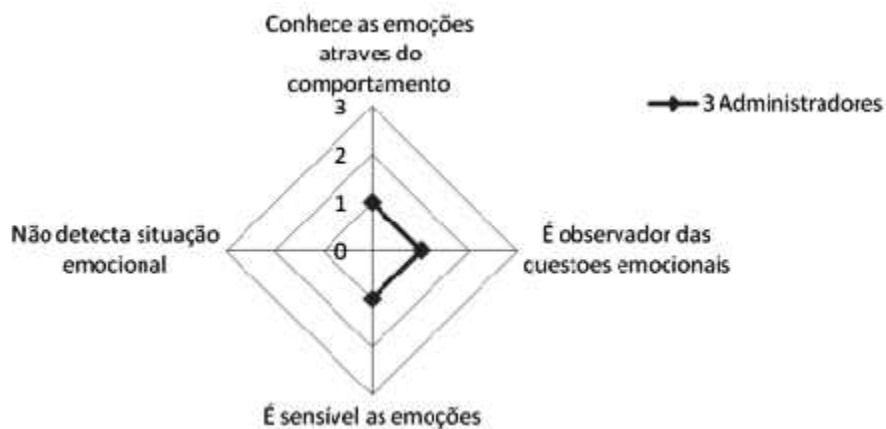 Conhece as emoções
atraves do
comportamento
3
2
1
0
3 Administradores
Não detecta situação
emocional
É observador das
questoes emocionais
É sensível as emoções